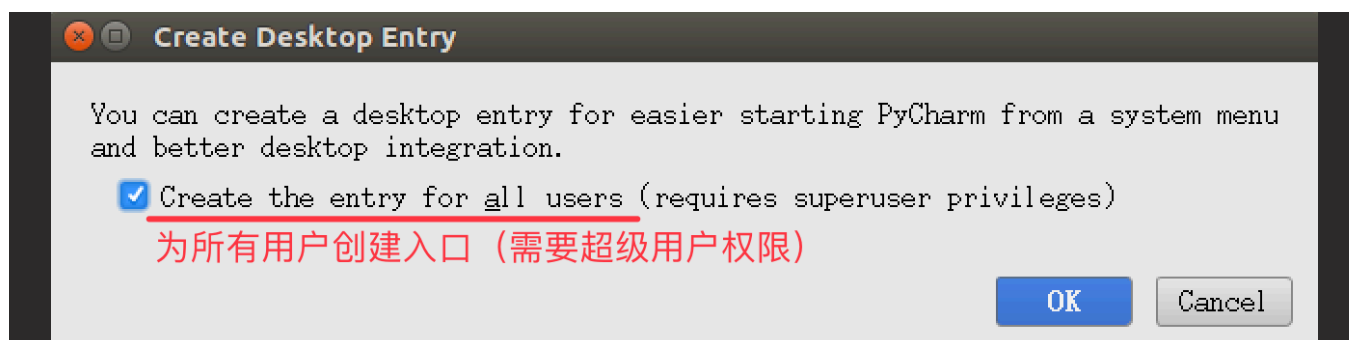 Create Desktop Entry
You can create a desktop entry for easier starting PyCharm from a system menu
and better desktop integration.
Create the entry for all users (requires superuser privileges)
为所有用户创建入口（需要超级用户权限）
OK Cancel